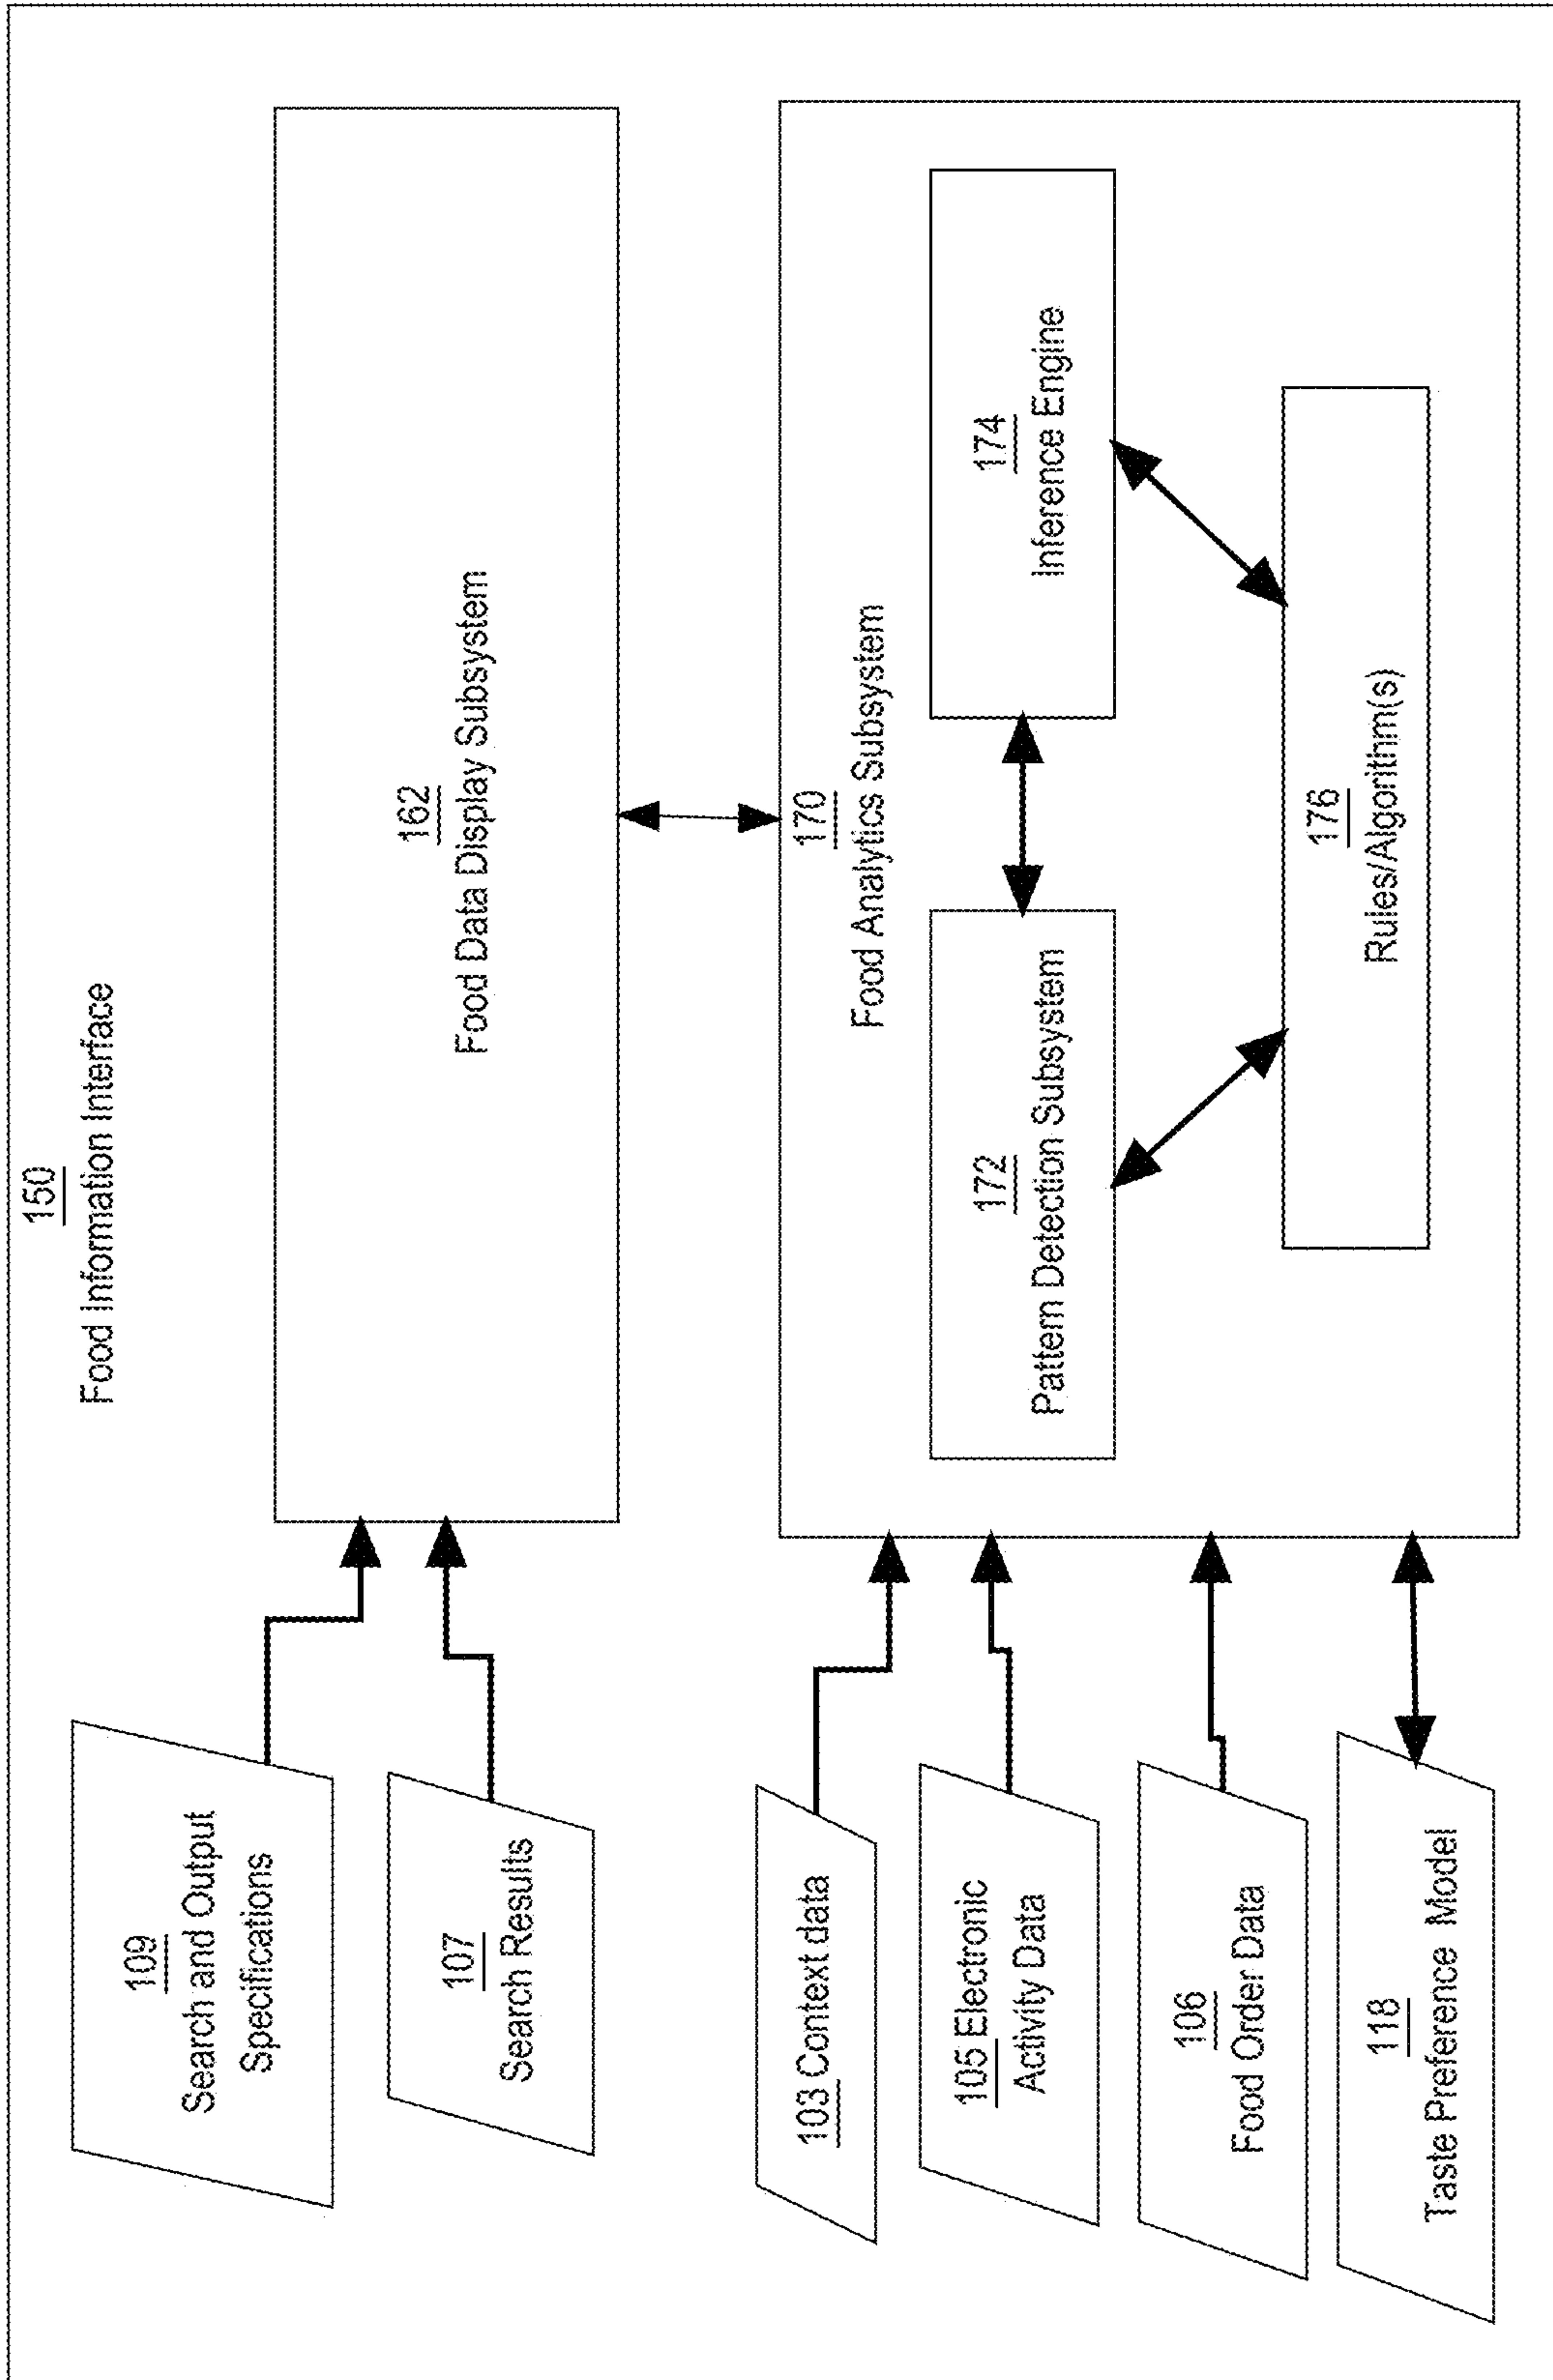 150
Food Information Interface
109
Search and Output
Specifications
107
Search Results
162
Food Data Display Subsystem
103 Context data
105 Electronic
Activity Data
106
Food Order Data
118
Taste Preference Model
170
Food Analytics Subsystem
172
Pattern Detection Subsystem
174
Inference Engine
176
Rules/Algorithm(s)